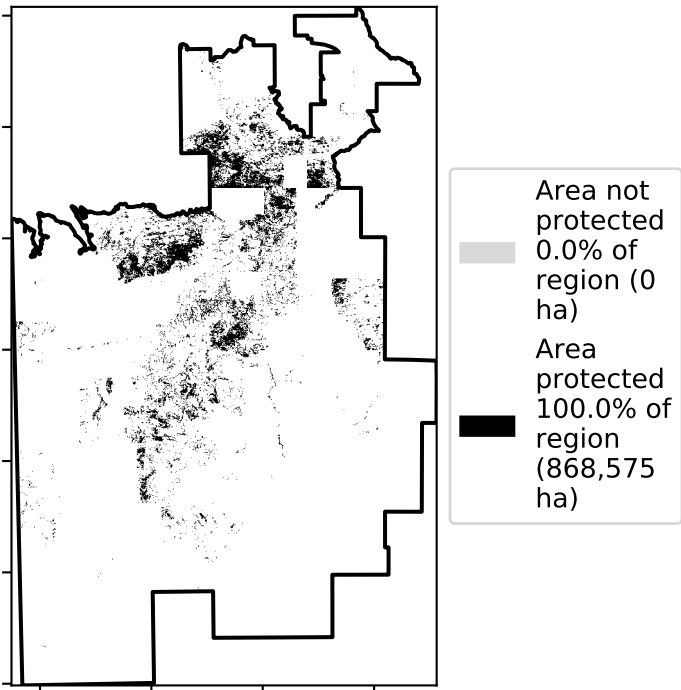 Area not
protected
0.0% of
region (0
ha)
Area
protected
100.0% of
region
(868,575
ha)